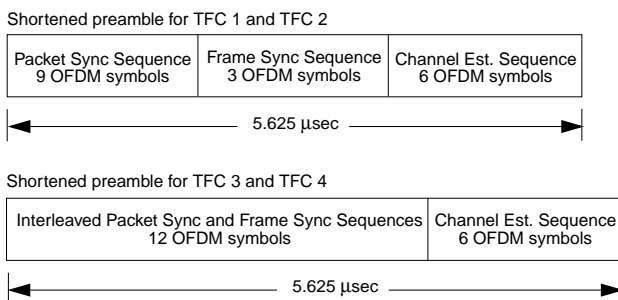 Shortened preamble for TFC 1 and TFC 2
Packet Sync Sequence
9 OFDM symbols
Frame Sync Sequence
3 OFDM symbols
Channel Est. Sequence
6 OFDM symbols
5.625 μsec
Shortened preamble for TFC 3 and TFC 4
Interleaved Packet Sync and Frame Sync Sequences
12 OFDM symbols
Channel Est. Sequence
6 OFDM symbols
5.625 μsec